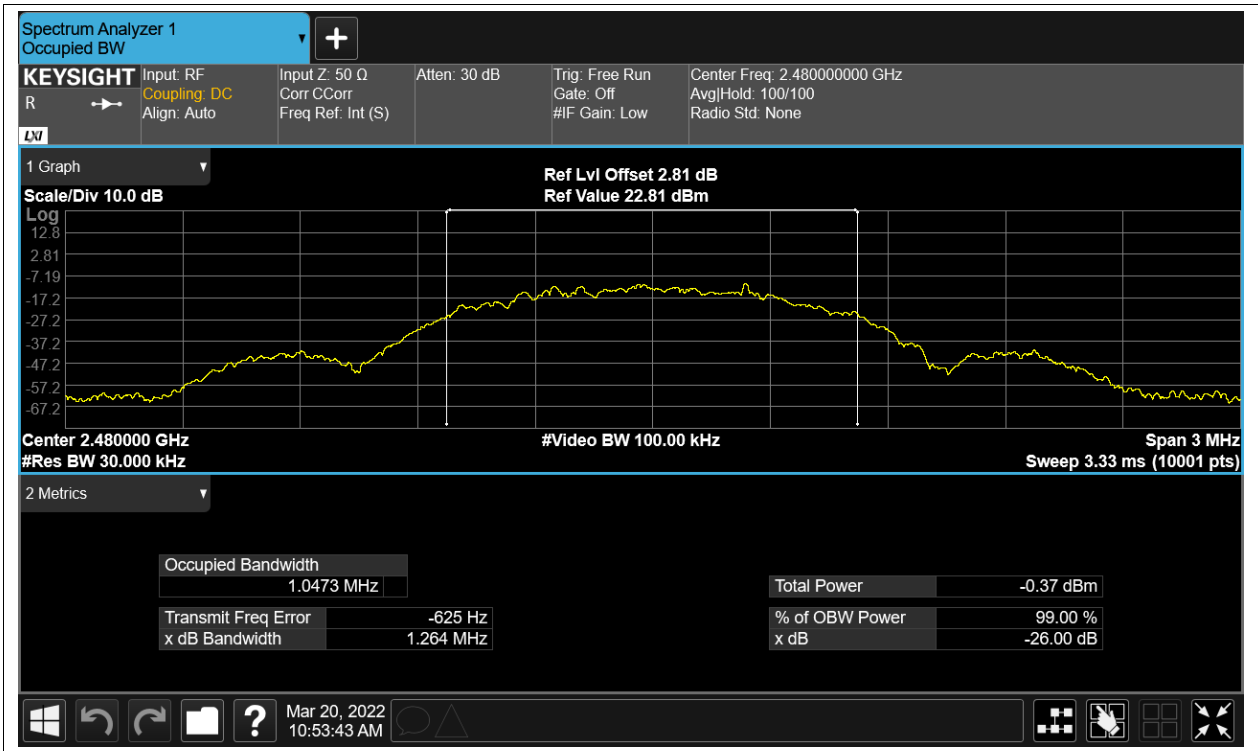 Spectrum Analyzer 1
Occupied BW
KEYSIGHT
R
LXI
Input: RF
Coupling: DC
Align: Auto
Input Z: 50 Ω
Corr CCorr
Freq Ref: Int (S)
Atten: 30 dB
Trig: Free Run
Gate: Off
#IF Gain: Low
Center Freq: 2.480000000 GHz
Avg|Hold: 100/100
Radio Std: None
1 Graph
Scale/Div 10.0 dB
Ref Lvl Offset 2.81 dB
Ref Value 22.81 dBm
Log
12.8
2.81
-7.19
-17.2
-27.2
-37.2
-47.2
-57.2
-67.2
Center 2.480000 GHz
#Res BW 30.000 kHz
#Video BW 100.00 kHz
Span 3 MHz
Sweep 3.33 ms (10001 pts)
2 Metrics
Occupied Bandwidth
1.0473 MHz
Transmit Freq Error -625 Hz
x dB Bandwidth 1.264 MHz
Total Power -0.37 dBm
% of OBW Power 99.00 %
x dB -26.00 dB
Mar 20, 2022
10:53:43 AM